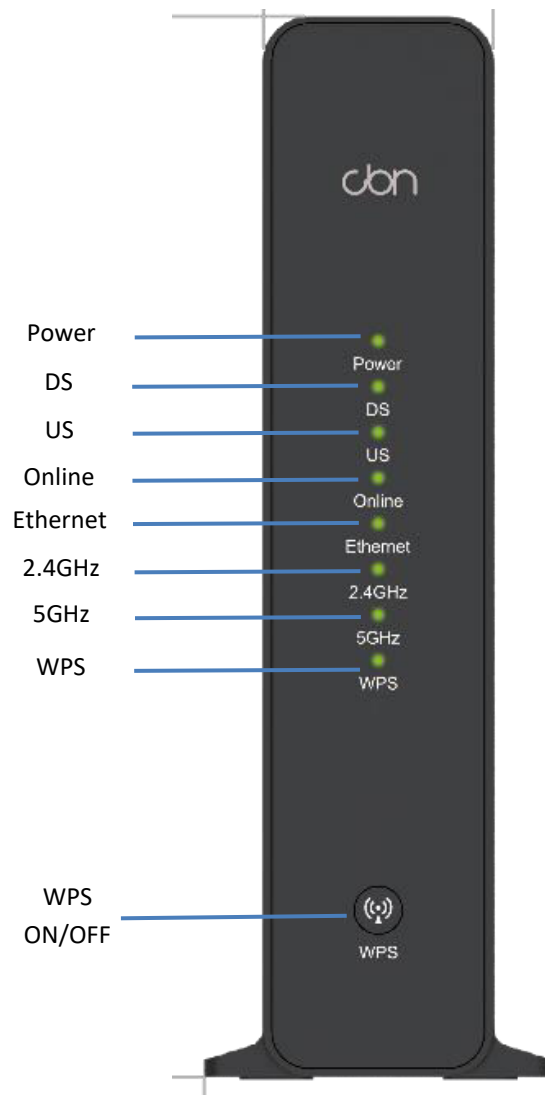 cbn
Power
Power
DS
DS
US
US
Online
Online
Ethernet
Ethernet
2.4GHz
2.4GHz
5GHz
5GHz
WPS
WPS
WPS
ON/OFF
WPS